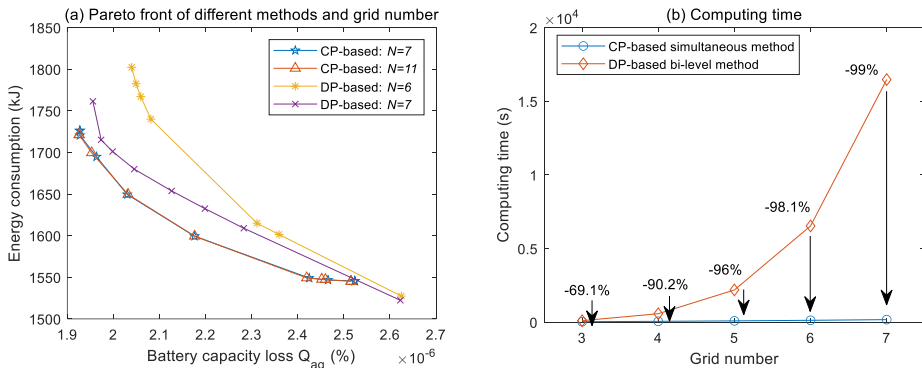 (a) Pareto front of different methods and grid number
1850
1800
1750
1700
1650
1600
1550
1500
Energy consumption (kJ)
CP-based: N=7
CP-based: N=11
DP-based: N=6
DP-based: N=7
1.9 2 2.1 2.2 2.3 2.4 2.5 2.6 2.7
Battery capacity loss Q_ag (%)
×10^-6
(b) Computing time
2 ×10^4
1.5
1
0.5
0
Computing time (s)
CP-based simultaneous method
DP-based bi-level method
-99%
-98.1%
-96%
-90.2%
-69.1%
3 4 5 6 7
Grid number